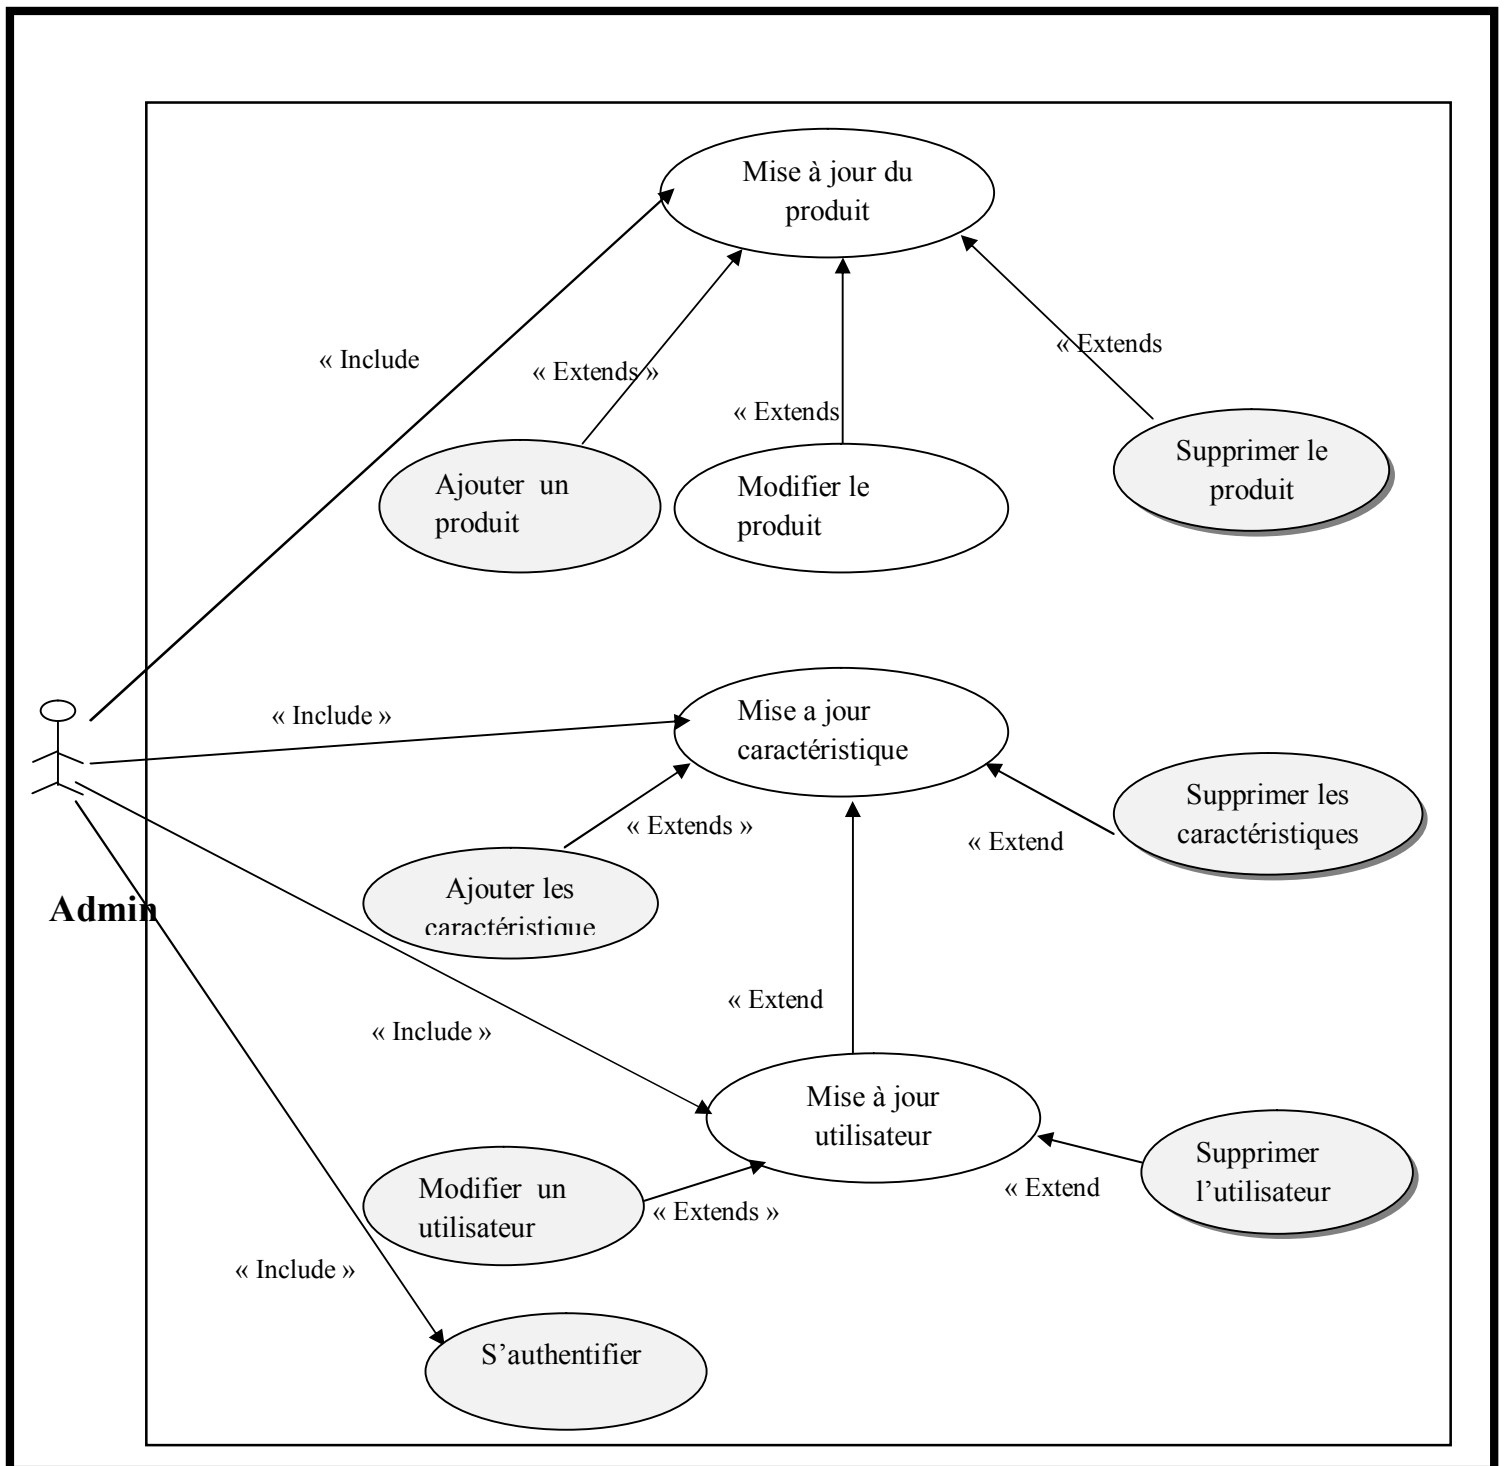 Mise à jour du
produit
« Include
« Extends »
« Extends
« Extends
Ajouter un
produit
Modifier le
produit
Supprimer le
produit
« Include »
Mise a jour
caractéristique
« Extends »
« Extend
Supprimer les
caractéristiques
Ajouter les
caractéristique
Admin
« Extend
« Include »
Mise à jour
utilisateur
Modifier un
utilisateur
« Extends »
« Extend
Supprimer
l’utilisateur
« Include »
S’authentifier